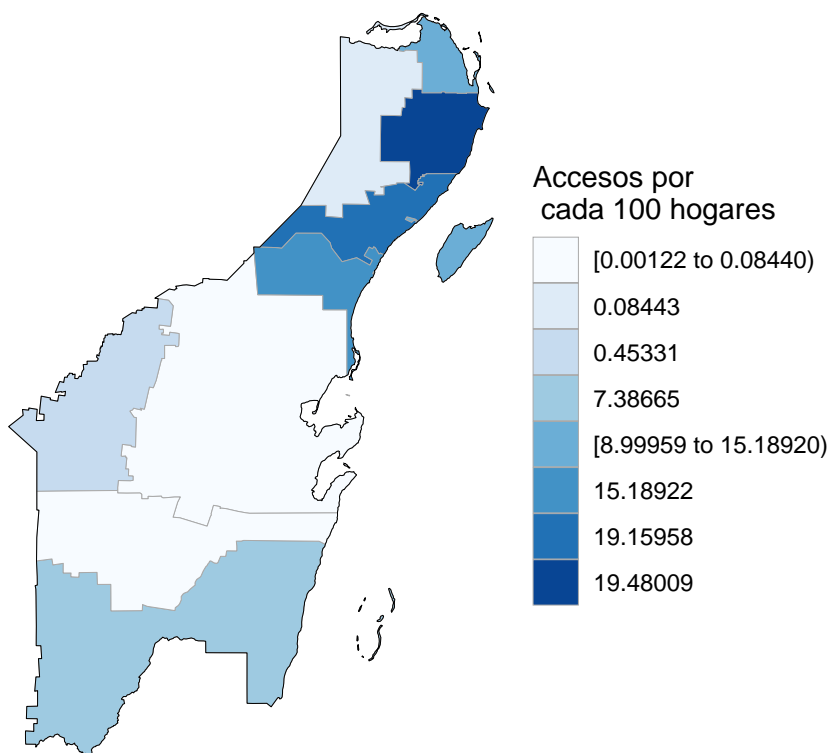 Accesos por
cada 100 hogares
[0.00122 to 0.08440)
0.08443
0.45331
7.38665
[8.99959 to 15.18920)
15.18922
19.15958
19.48009